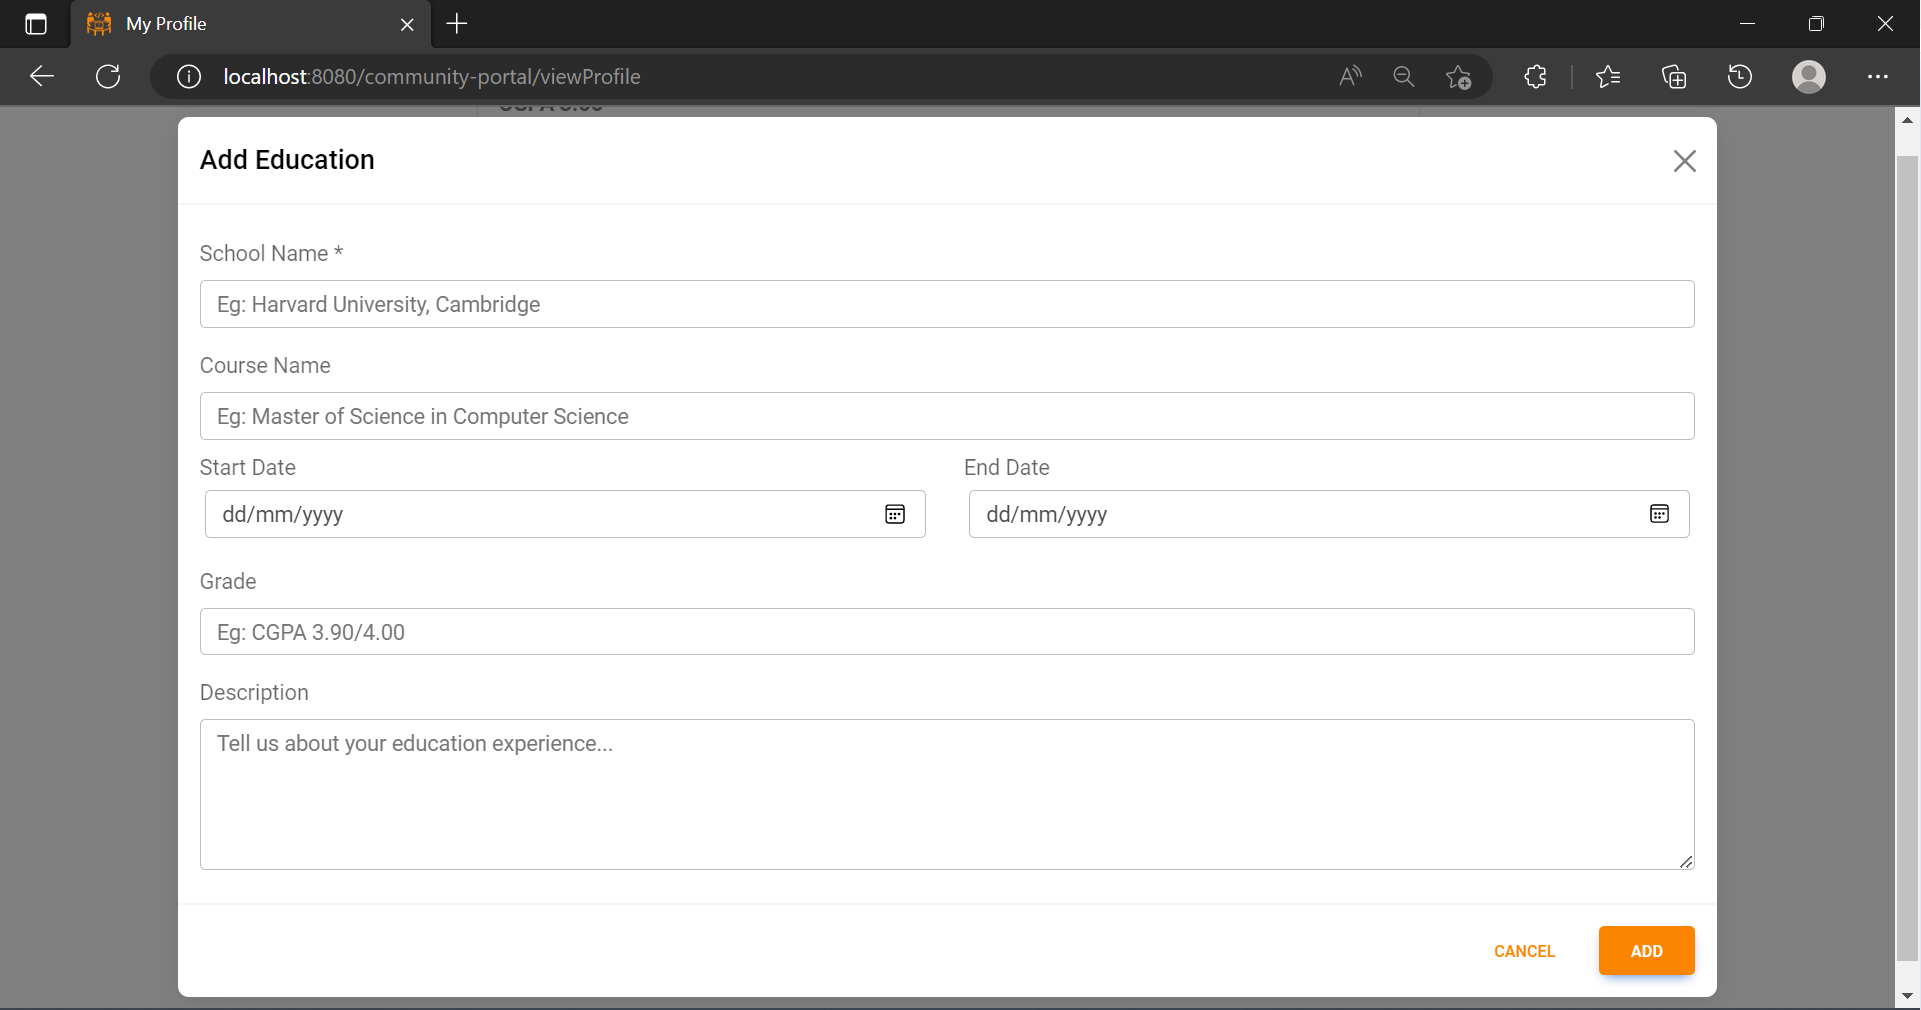 My Profile
localhost:8080/community-portal/viewProfile
Add Education
School Name *
Eg: Harvard University, Cambridge
Course Name
Eg: Master of Science in Computer Science
Start Date
End Date
dd/mm/yyyy
dd/mm/yyyy
Grade
Eg: CGPA 3.90/4.00
Description
Tell us about your education experience...
CANCEL
ADD